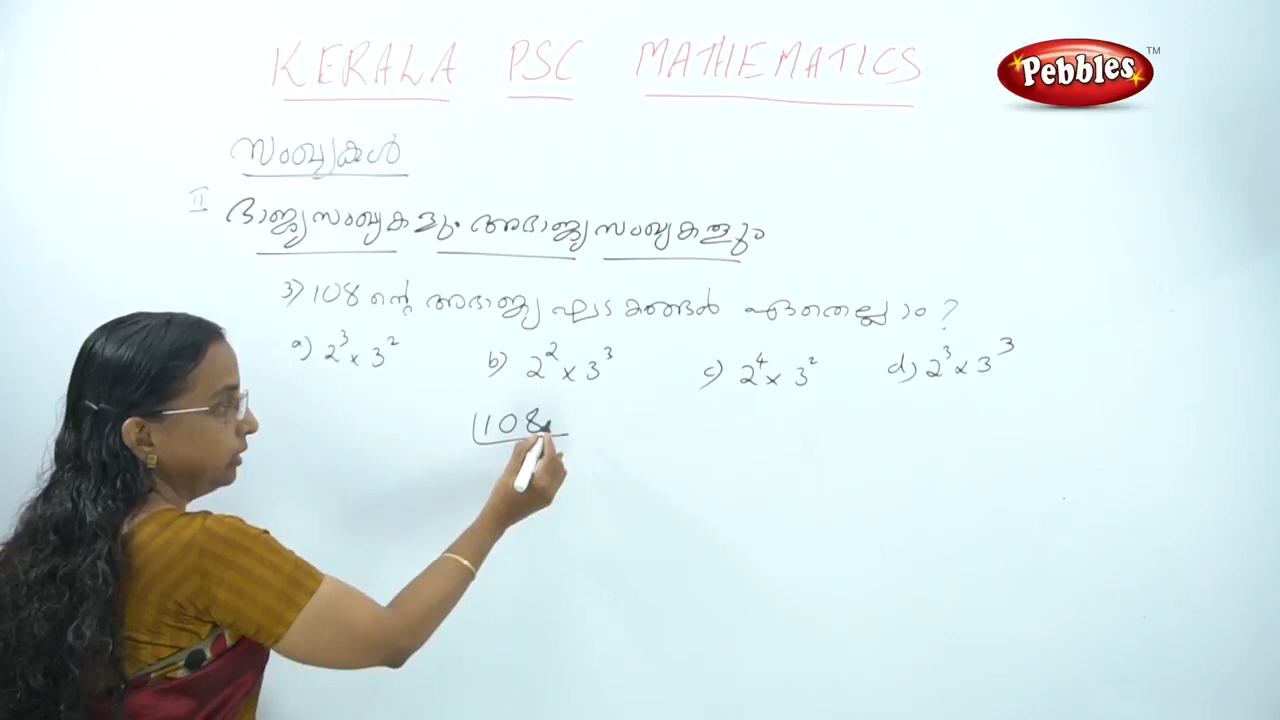 KERALA PSC MATHEMATICS
Pebbles TM
സംഖ്യകൾ
II ഭാജ്യസംഖ്യകളും അഭാജ്യസംഖ്യകളും
3) 108 ന്റെ അഭാജ്യ ഘടകങ്ങൾ ഏതെല്ലാം ?
a) 2³ x 3² b) 2² x 3³ c) 2⁴ x 3² d) 2³ x 3³
108